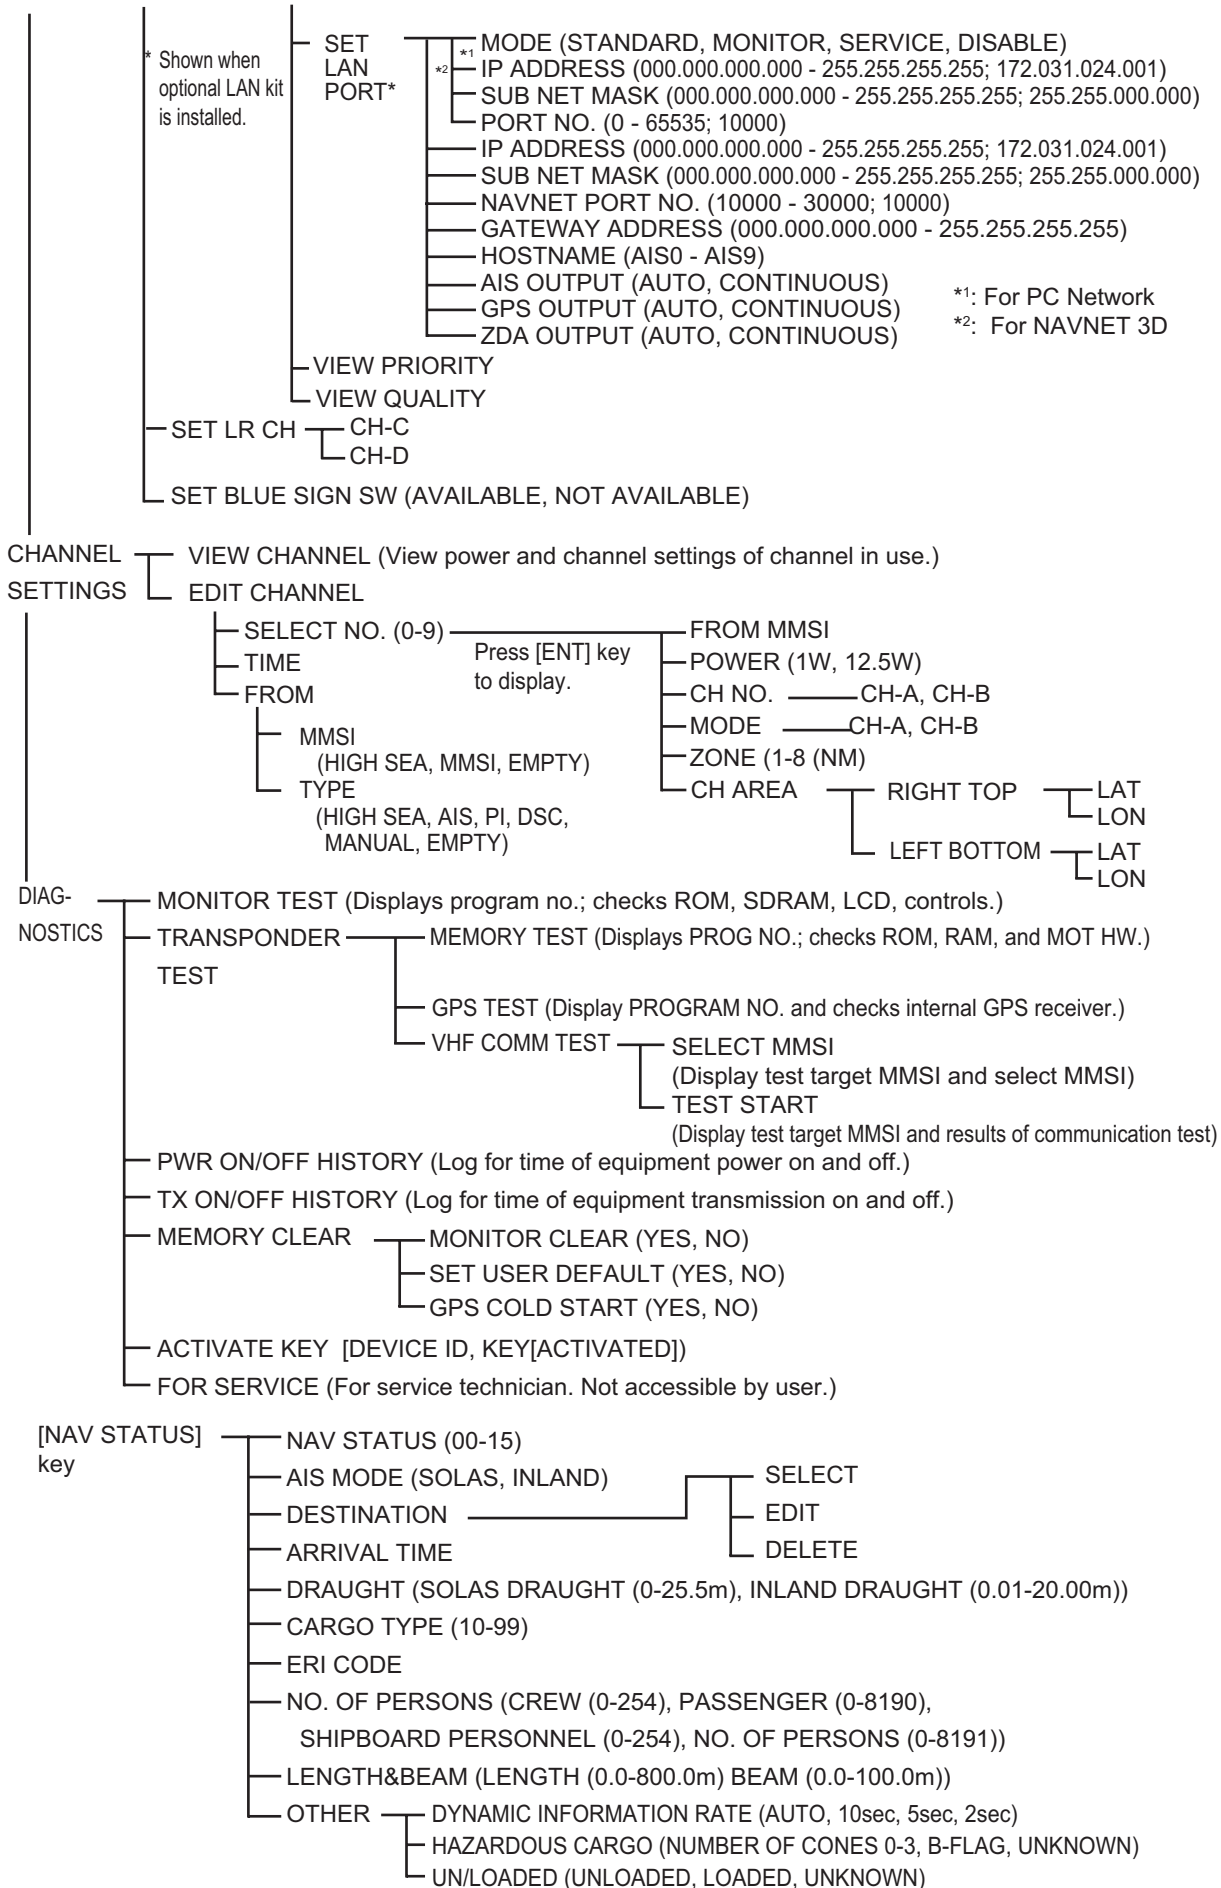 * Shown when
optional LAN kit
is installed.
SET
LAN
PORT*
*1
*2
MODE (STANDARD, MONITOR, SERVICE, DISABLE)
IP ADDRESS (000.000.000.000 - 255.255.255.255; 172.031.024.001)
SUB NET MASK (000.000.000.000 - 255.255.255.255; 255.255.000.000)
PORT NO. (0 - 65535; 10000)
IP ADDRESS (000.000.000.000 - 255.255.255.255; 172.031.024.001)
SUB NET MASK (000.000.000.000 - 255.255.255.255; 255.255.000.000)
NAVNET PORT NO. (10000 - 30000; 10000)
GATEWAY ADDRESS (000.000.000.000 - 255.255.255.255)
HOSTNAME (AIS0 - AIS9)
AIS OUTPUT (AUTO, CONTINUOUS)
GPS OUTPUT (AUTO, CONTINUOUS)
ZDA OUTPUT (AUTO, CONTINUOUS)
*1: For PC Network
*2: For NAVNET 3D
VIEW PRIORITY
VIEW QUALITY
SET LR CH
CH-C
CH-D
SET BLUE SIGN SW (AVAILABLE, NOT AVAILABLE)
CHANNEL
SETTINGS
VIEW CHANNEL (View power and channel settings of channel in use.)
EDIT CHANNEL
SELECT NO. (0-9)
TIME
FROM
Press [ENT] key
to display.
MMSI
(HIGH SEA, MMSI, EMPTY)
TYPE
(HIGH SEA, AIS, PI, DSC,
MANUAL, EMPTY)
FROM MMSI
POWER (1W, 12.5W)
CH NO. CH-A, CH-B
MODE CH-A, CH-B
ZONE (1-8 (NM)
CH AREA
RIGHT TOP
LAT
LON
LEFT BOTTOM
LAT
LON
DIAG-
NOSTICS
MONITOR TEST (Displays program no.; checks ROM, SDRAM, LCD, controls.)
TRANSPONDER
TEST
MEMORY TEST (Displays PROG NO.; checks ROM, RAM, and MOT HW.)
GPS TEST (Display PROGRAM NO. and checks internal GPS receiver.)
VHF COMM TEST
SELECT MMSI
(Display test target MMSI and select MMSI)
TEST START
(Display test target MMSI and results of communication test)
PWR ON/OFF HISTORY (Log for time of equipment power on and off.)
TX ON/OFF HISTORY (Log for time of equipment transmission on and off.)
MEMORY CLEAR
MONITOR CLEAR (YES, NO)
SET USER DEFAULT (YES, NO)
GPS COLD START (YES, NO)
ACTIVATE KEY [DEVICE ID, KEY[ACTIVATED])
FOR SERVICE (For service technician. Not accessible by user.)
[NAV STATUS]
key
NAV STATUS (00-15)
AIS MODE (SOLAS, INLAND)
DESTINATION
SELECT
EDIT
DELETE
ARRIVAL TIME
DRAUGHT (SOLAS DRAUGHT (0-25.5m), INLAND DRAUGHT (0.01-20.00m))
CARGO TYPE (10-99)
ERI CODE
NO. OF PERSONS (CREW (0-254), PASSENGER (0-8190),
SHIPBOARD PERSONNEL (0-254), NO. OF PERSONS (0-8191))
LENGTH&BEAM (LENGTH (0.0-800.0m) BEAM (0.0-100.0m))
OTHER
DYNAMIC INFORMATION RATE (AUTO, 10sec, 5sec, 2sec)
HAZARDOUS CARGO (NUMBER OF CONES 0-3, B-FLAG, UNKNOWN)
UN/LOADED (UNLOADED, LOADED, UNKNOWN)